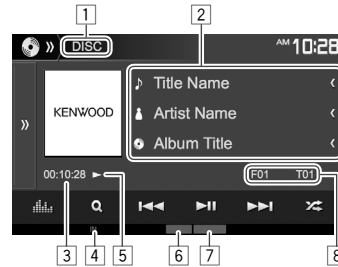 1 2
DISC AM 10:28
Title Name
KENWOOD Artist Name
Album Title
00:10:28 F01 T01
3 4 5 6 7 8